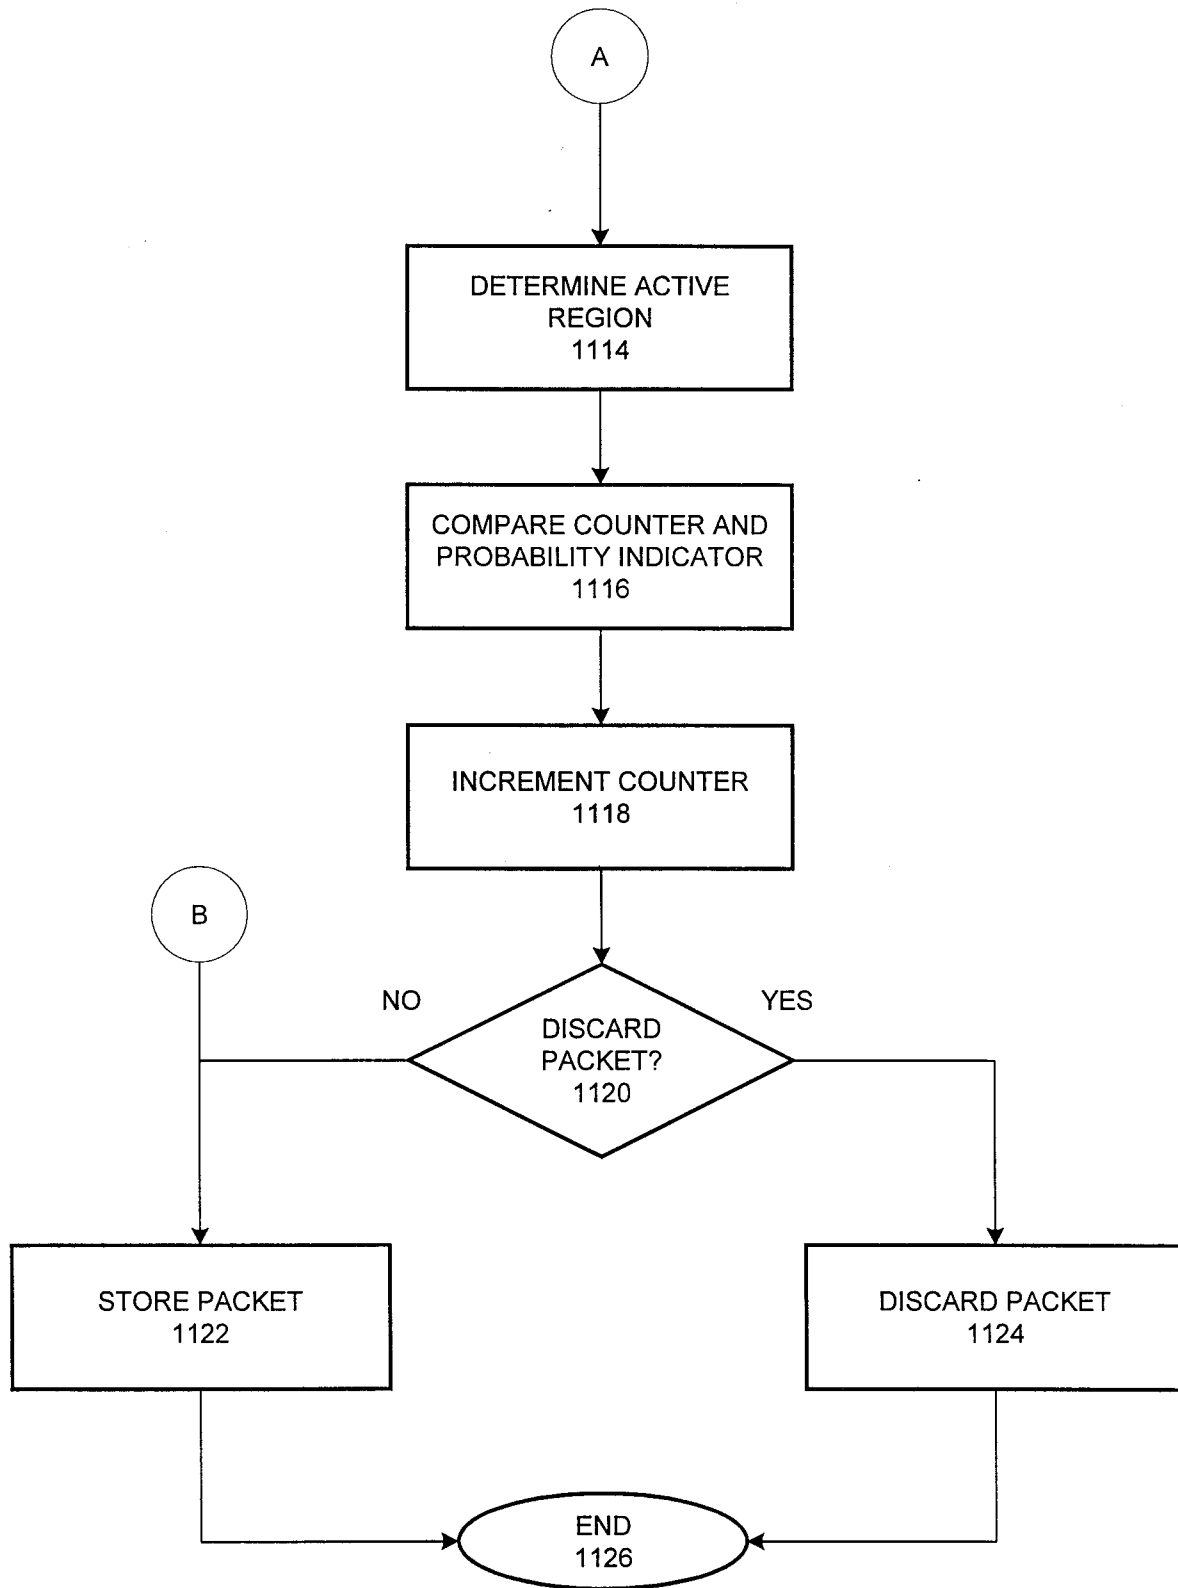 A
DETERMINE ACTIVE
REGION
1114
COMPARE COUNTER AND
PROBABILITY INDICATOR
1116
INCREMENT COUNTER
1118
B
NO
YES
DISCARD
PACKET?
1120
STORE PACKET
1122
DISCARD PACKET
1124
END
1126